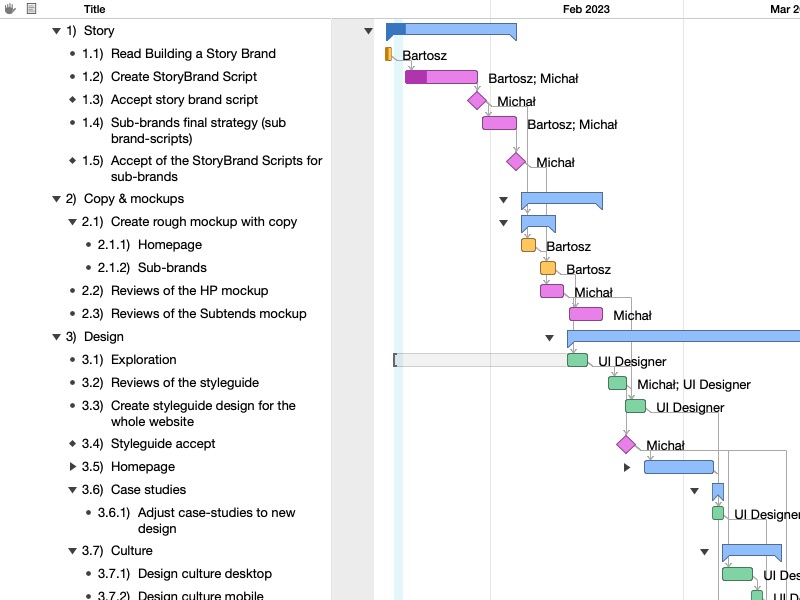 Title
Feb 2023
Mar 20
1) Story
1.1) Read Building a Story Brand
Bartosz
1.2) Create StoryBrand Script
Bartosz; Michał
1.3) Accept story brand script
Michał
1.4) Sub-brands final strategy (sub
brand-scripts)
Bartosz; Michał
1.5) Accept of the StoryBrand Scripts for
sub-brands
Michał
2) Copy & mockups
2.1) Create rough mockup with copy
2.1.1) Homepage
Bartosz
2.1.2) Sub-brands
Bartosz
2.2) Reviews of the HP mockup
Michał
2.3) Reviews of the Subtends mockup
Michał
3) Design
3.1) Exploration
UI Designer
3.2) Reviews of the styleguide
Michał; UI Designer
3.3) Create styleguide design for the
whole website
UI Designer
3.4) Styleguide accept
Michał
3.5) Homepage
3.6) Case studies
3.6.1) Adjust case-studies to new
design
UI Designer
3.7) Culture
3.7.1) Design culture desktop
UI Des
3.7.2) Design culture mobile
UI D